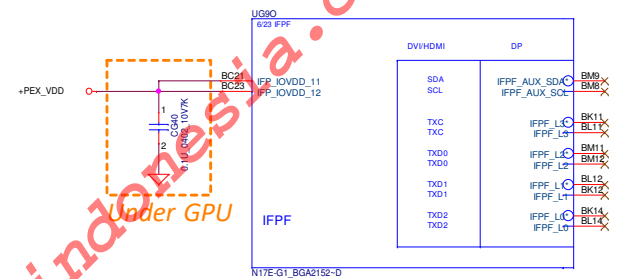 UG9O
6/23 IFPF
DVI/HDMI
DP
+PEX_VDD
BC21
BC23
IFP_IOVDD_11
IFP_IOVDD_12
1
CG40
0.1U_0402_10V7K
2
Under GPU
SDA
SCL
IFPF_AUX_SDA*
IFPF_AUX_SCL
BM9
BM8
TXC
TXC
IFPF_L3*
IFPF_L3
BK11
BL11
TXD0
TXD0
IFPF_L2*
IFPF_L2
BM11
BM12
TXD1
TXD1
IFPF_L1*
IFPF_L1
BL12
BK12
TXD2
TXD2
IFPF_L0*
IFPF_L0
BK14
BL14
IFPF
N17E-G1_BGA2152~D
indonesia.